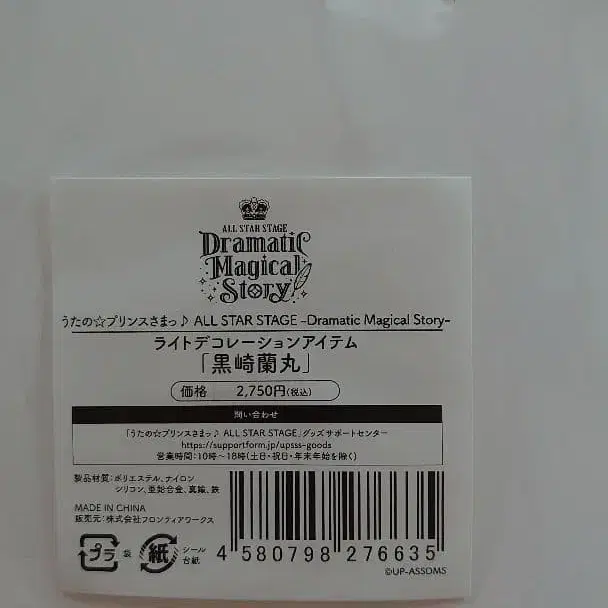 ALL STAR STAGE
Dramatic
Magical
Story
うたの☆プリンスさまっ♪ ALL STAR STAGE -Dramatic Magical Story-
ライトデコレーションアイテム
「黒崎蘭丸」
価格 2,750円(税込)
問い合わせ
「うたの☆プリンスさまっ♪ ALL STAR STAGE」グッズサポートセンター
https://supportform.jp/upsss-goods
営業時間:10時～18時(土日・祝日・年末年始を除く)
製品材質:ポリエステル、ナイロン
シリコン、亜鉛合金、真鍮、鉄
MADE IN CHINA
販売元:株式会社フロンティアワークス
プラ 袋 紙 シール
台紙
4 580798 276635
©UP-ASSOMS